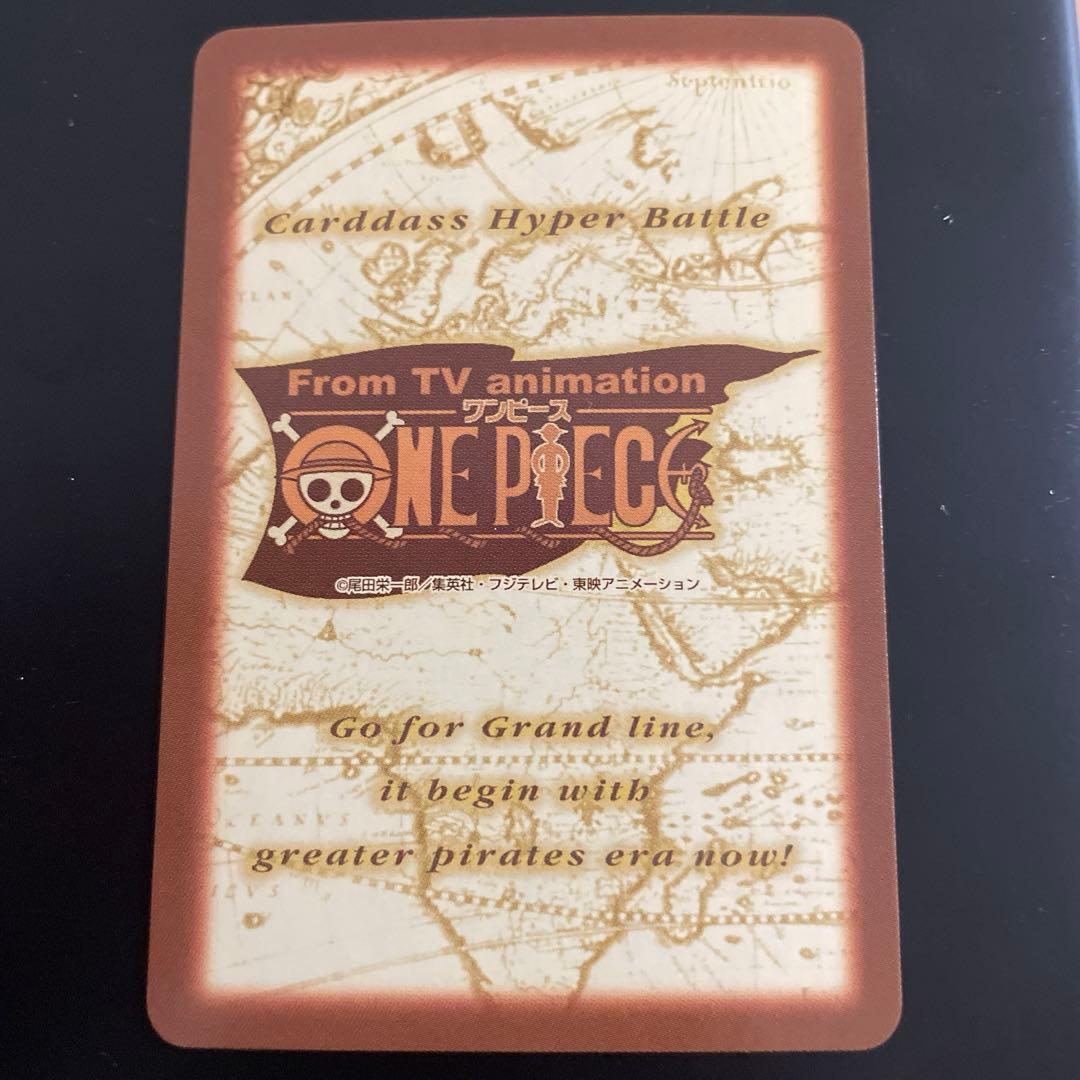 Septentrio
Carddass Hyper Battle
From TV animation
ワンピース
ONE PIECE
©尾田栄一郎/集英社・フジテレビ・東映アニメーション
Go for Grand line,
it begin with
greater pirates era now!